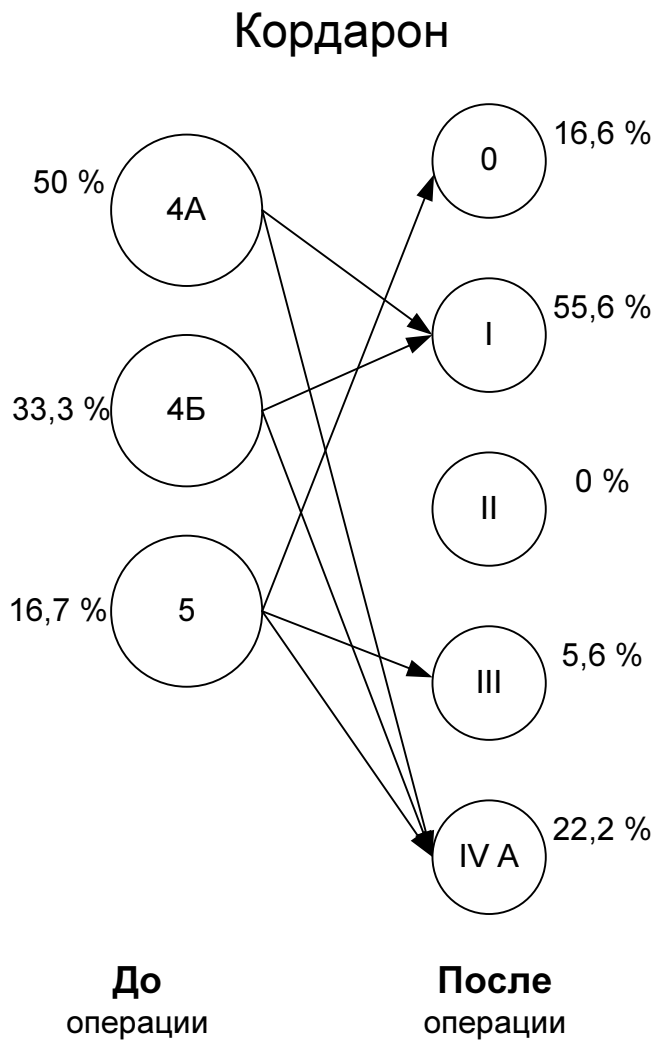 Кордарон
0
16,6 %
50 %
4А
I
55,6 %
33,3 %
4Б
II
0 %
16,7 %
5
III
5,6 %
IV A
22,2 %
До
операции
После
операции